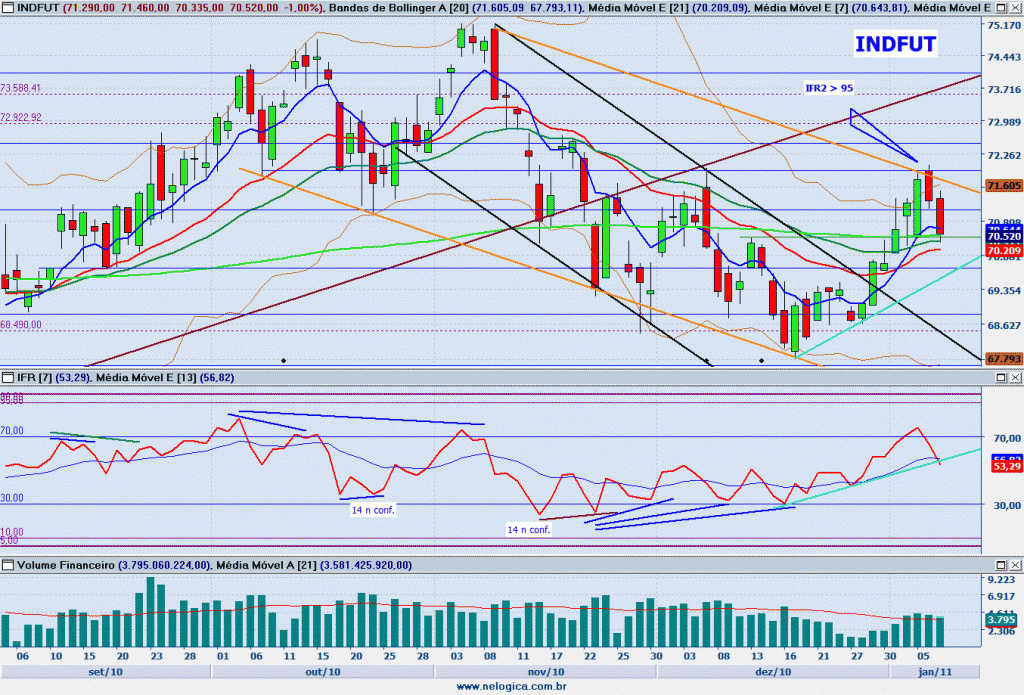 INDFUT (71.290,00 71.460,00 70.335,00 70.520,00 -1,00%), Bandas de Bollinger A [20] (71.605,09 67.793,11), Média Móvel E [21] (70.209,09), Média Móvel E [7] (70.643,81), Média Móvel E
75.170
INDFUT
74.443
73.588,41
IFR2 > 95
73.716
72.922,92
72.989
72.262
71.605
70.808
70.520
70.209
69.354
68.490,00
68.627
67.793
IFR [7] (53,29), Média Móvel E [13] (56,82)
70,00
70,00
56,82
53,29
30,00
30,00
14 n conf.
14 n conf.
10,00
5,00
Volume Financeiro (3.795.060.224,00), Média Móvel A [21] (3.581.425.920,00)
9.223
6.917
3.795
2.306
06 10 15 20 23 28 01 06 11 15 20 25 28 03 08 11 17 22 25 30 03 08 13 16 21 27 30 05
set/10 out/10 nov/10 dez/10 jan/11
www.nelogica.com.br